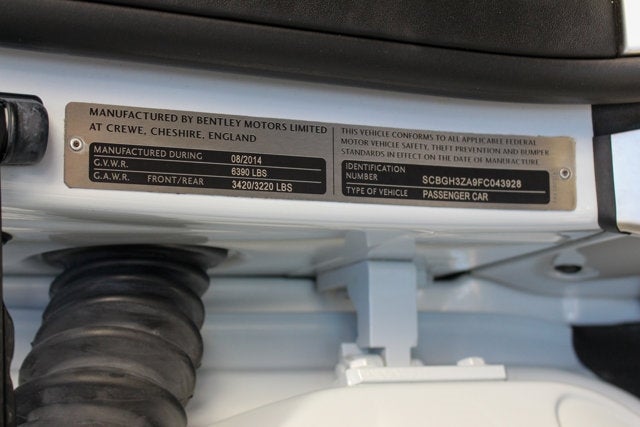 MANUFACTURED BY BENTLEY MOTORS LIMITED
AT CREWE, CHESHIRE, ENGLAND
MANUFACTURED DURING 08/2014
G.V.W.R. 6390 LBS
G.A.W.R. FRONT/REAR 3420/3220 LBS
THIS VEHICLE CONFORMS TO ALL APPLICABLE FEDERAL
MOTOR VEHICLE SAFETY, THEFT PREVENTION AND BUMPER
STANDARDS IN EFFECT ON THE DATE OF MANUFACTURE
IDENTIFICATION
NUMBER SCBGH3ZA9FC043928
TYPE OF VEHICLE PASSENGER CAR